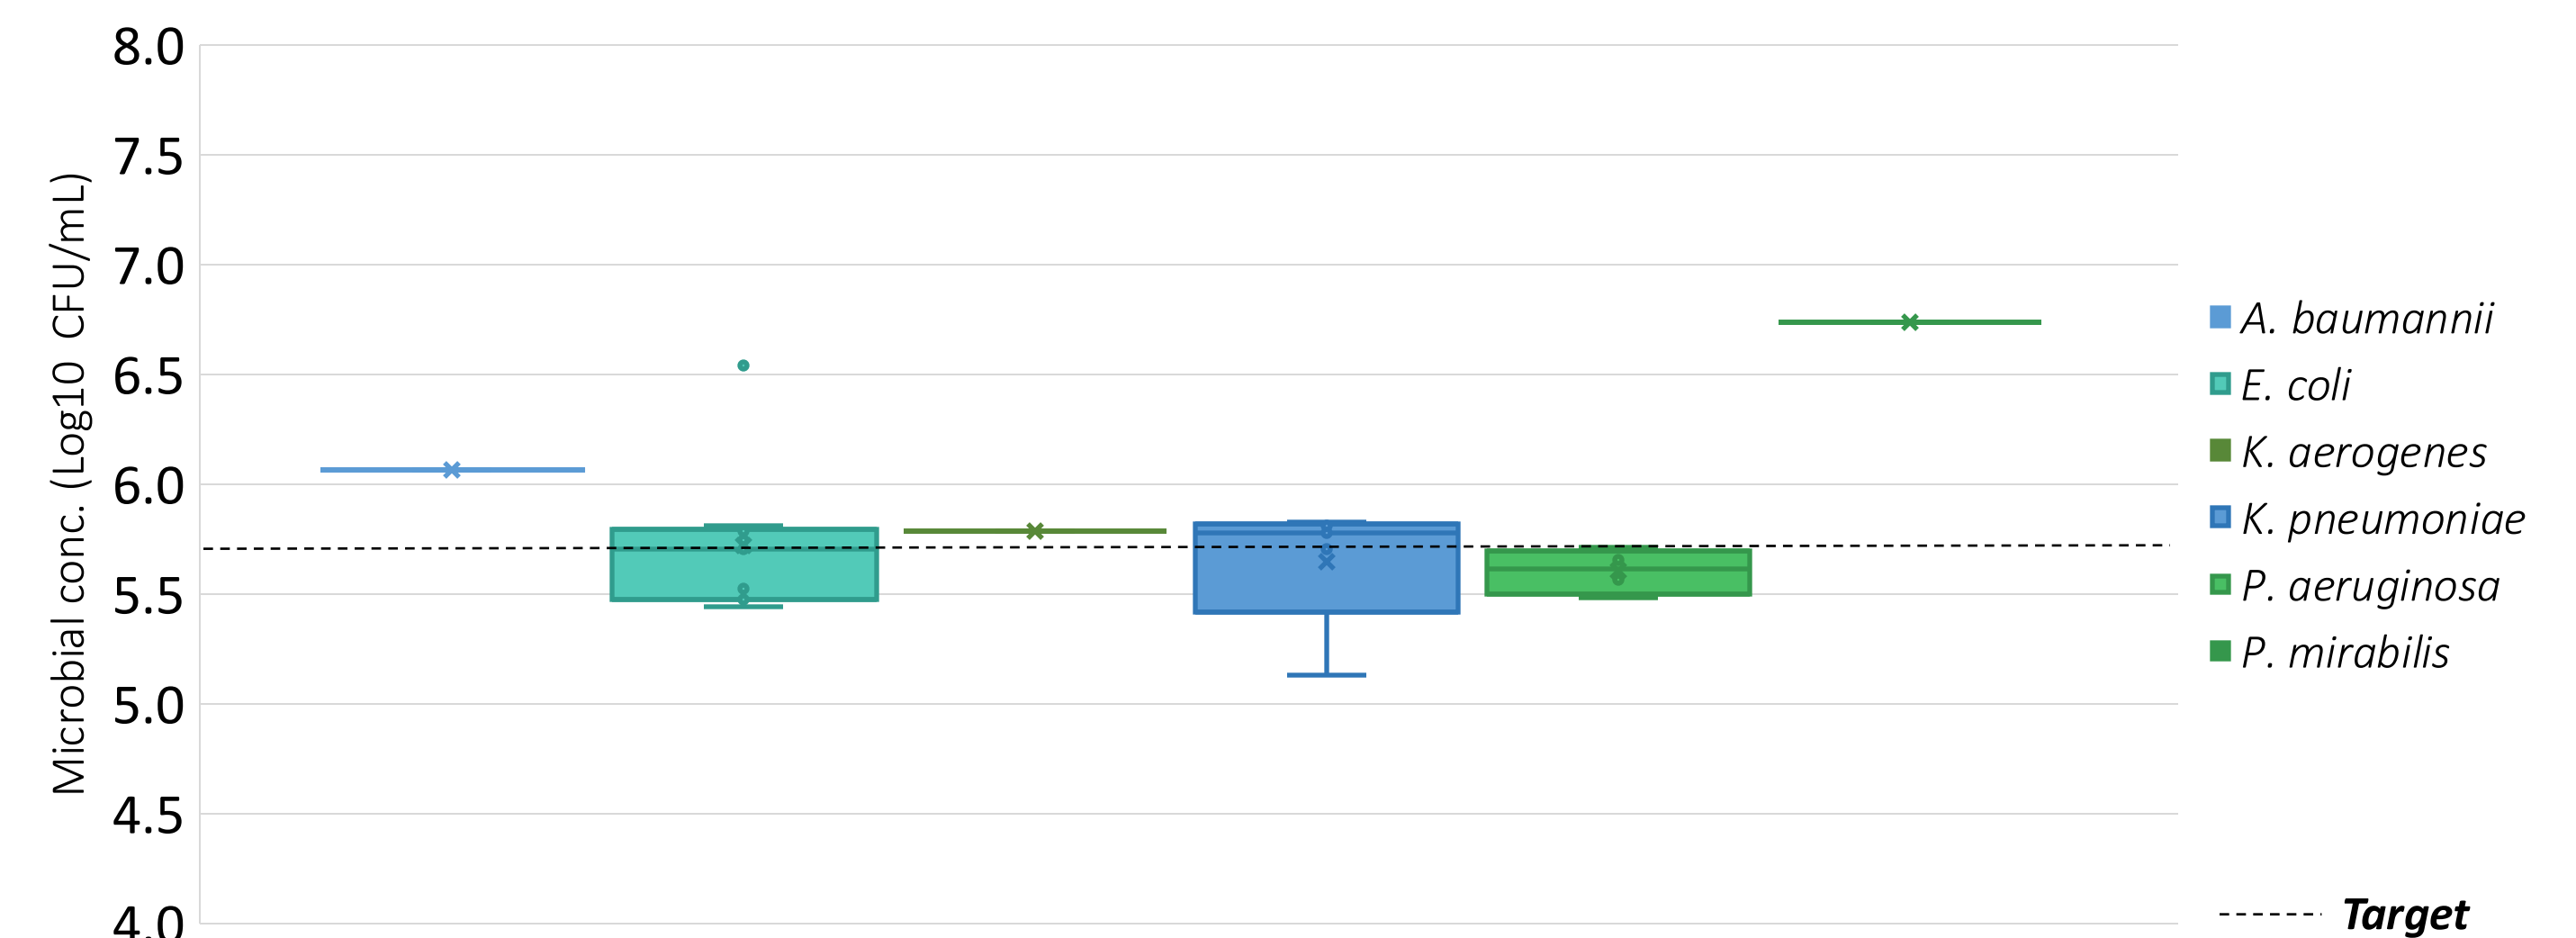 8.0
7.5
7.0
6.5
6.0
5.5
5.0
4.5
4.0
Microbial conc. (Log10 CFU/mL)
A. baumannii
E. coli
K. aerogenes
K. pneumoniae
P. aeruginosa
P. mirabilis
Target